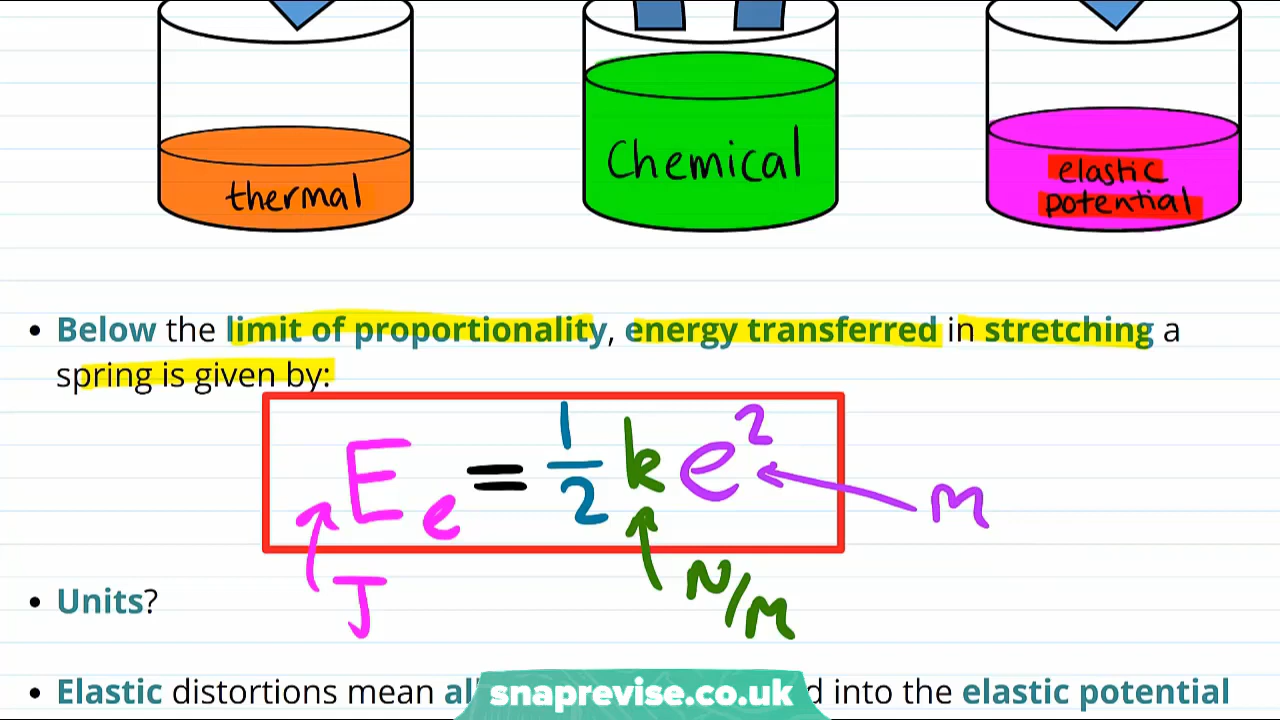 thermal
Chemical
elastic
potential
• Below the limit of proportionality, energy transferred in stretching a
spring is given by:
E_e = 1/2 k e²
M
J
N/M
• Units?
• Elastic distortions mean al
d into the elastic potential
snaprevise.co.uk